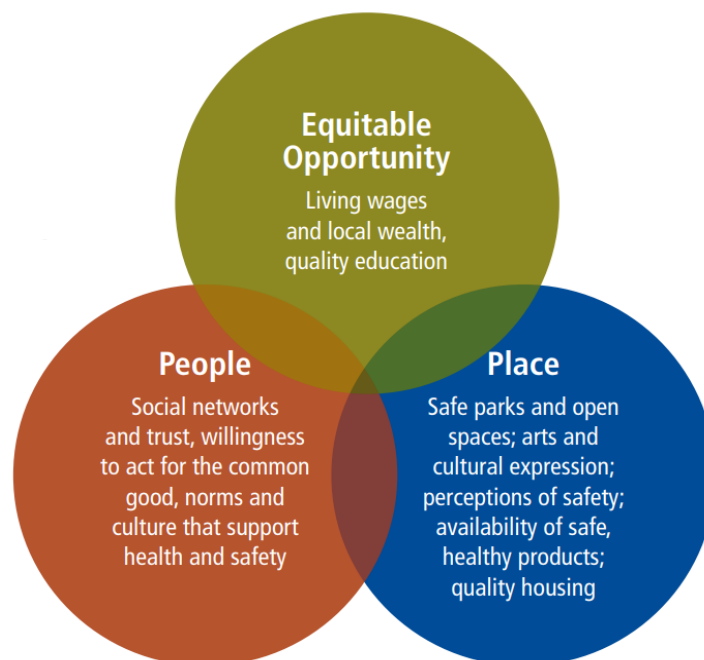 Equitable
Opportunity
Living wages
and local wealth,
quality education
People
Social networks
and trust, willingness
to act for the common
good, norms and
culture that support
health and safety
Place
Safe parks and open
spaces; arts and
cultural expression;
perceptions of safety;
availability of safe,
healthy products;
quality housing